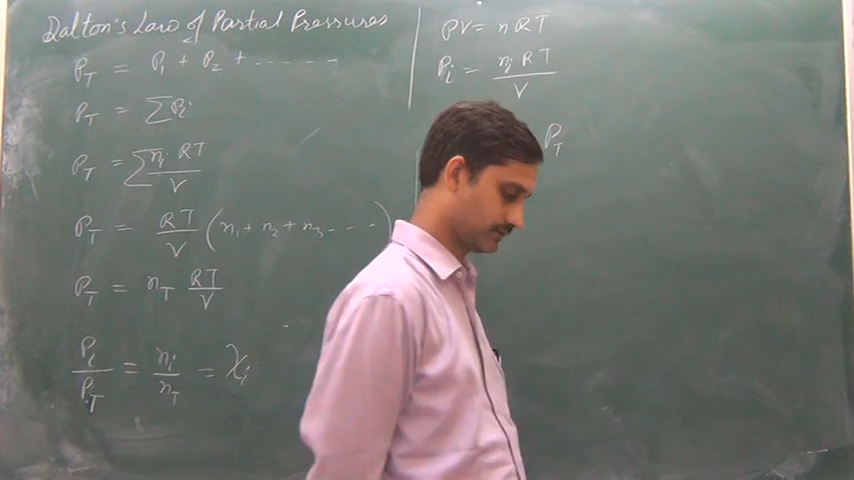 Dalton's Law of Partial Pressures
P_T = P_1 + P_2 + ------
P_T = ∑ P_i
P_T = ∑ n_i RT / V
P_T = RT / V (n_1 + n_2 + n_3 ----)
P_T = n_T RT / V
P_i / P_T = n_i / n_T = χ_i
PV = nRT
P_i = n_i RT / V
P_T